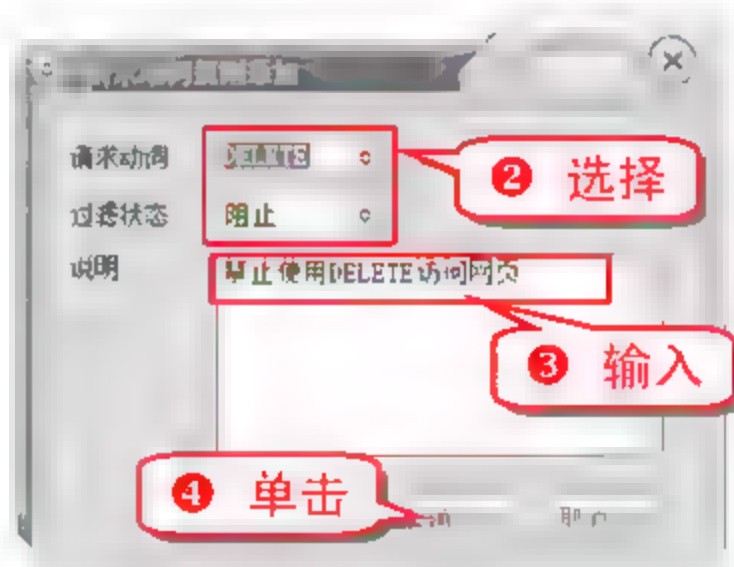 请求动词 DELETE
❷ 选择
过滤状态 阻止
说明 禁止使用DELETE访问网页
❸ 输入
❹ 单击